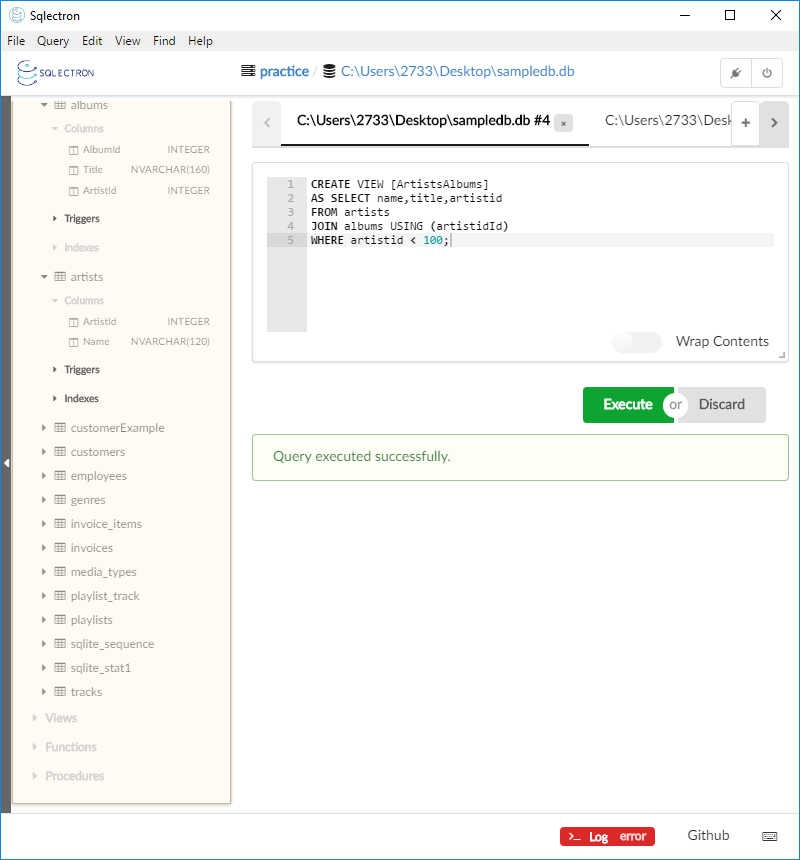 Sqlectron
File Query Edit View Find Help
SQLECTRON
practice / C:\Users\2733\Desktop\sampledb.db
albums
Columns
AlbumId INTEGER
Title NVARCHAR(160)
ArtistId INTEGER
Triggers
Indexes
artists
Columns
ArtistId INTEGER
Name NVARCHAR(120)
Triggers
Indexes
customerExample
customers
employees
genres
invoice_items
invoices
media_types
playlist_track
playlists
sqlite_sequence
sqlite_stat1
tracks
Views
Functions
Procedures
C:\Users\2733\Desktop\sampledb.db #4 × C:\Users\2733\Desk +
1 CREATE VIEW [ArtistsAlbums]
2 AS SELECT name,title,artistid
3 FROM artists
4 JOIN albums USING (artistidId)
5 WHERE artistid < 100;
Wrap Contents
Execute or Discard
Query executed successfully.
>_ Log error Github